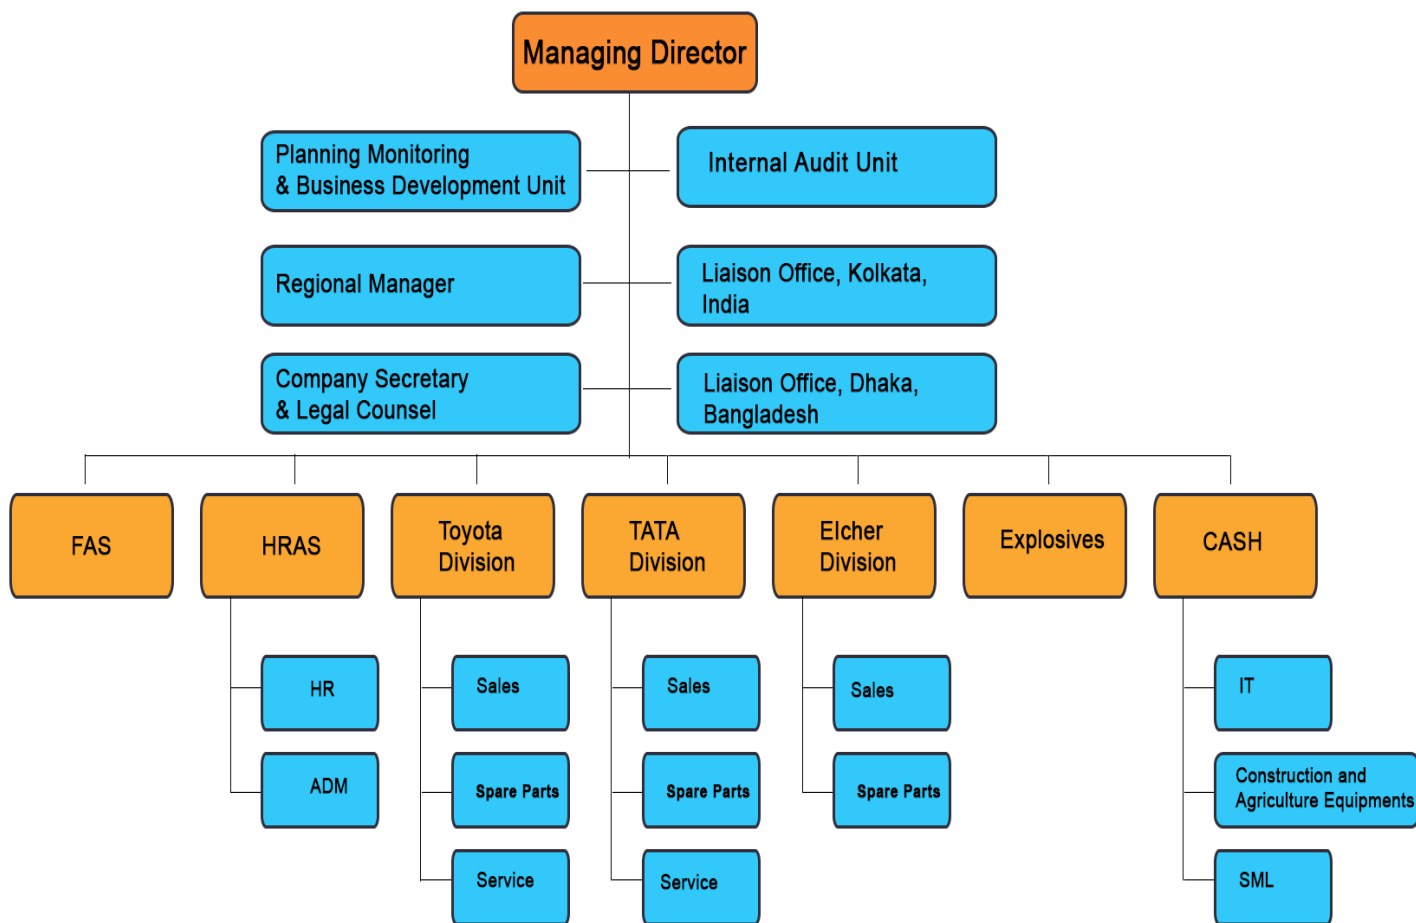 Managing Director
Planning Monitoring
& Business Development Unit
Internal Audit Unit
Regional Manager
Liaison Office, Kolkata,
India
Company Secretary
& Legal Counsel
Liaison Office, Dhaka,
Bangladesh
FAS
HRAS
Toyota
Division
TATA
Division
EIcher
Division
Explosives
CASH
HR
ADM
Sales
Spare Parts
Service
Sales
Spare Parts
Service
Sales
Spare Parts
IT
Construction and
Agriculture Equipments
SML